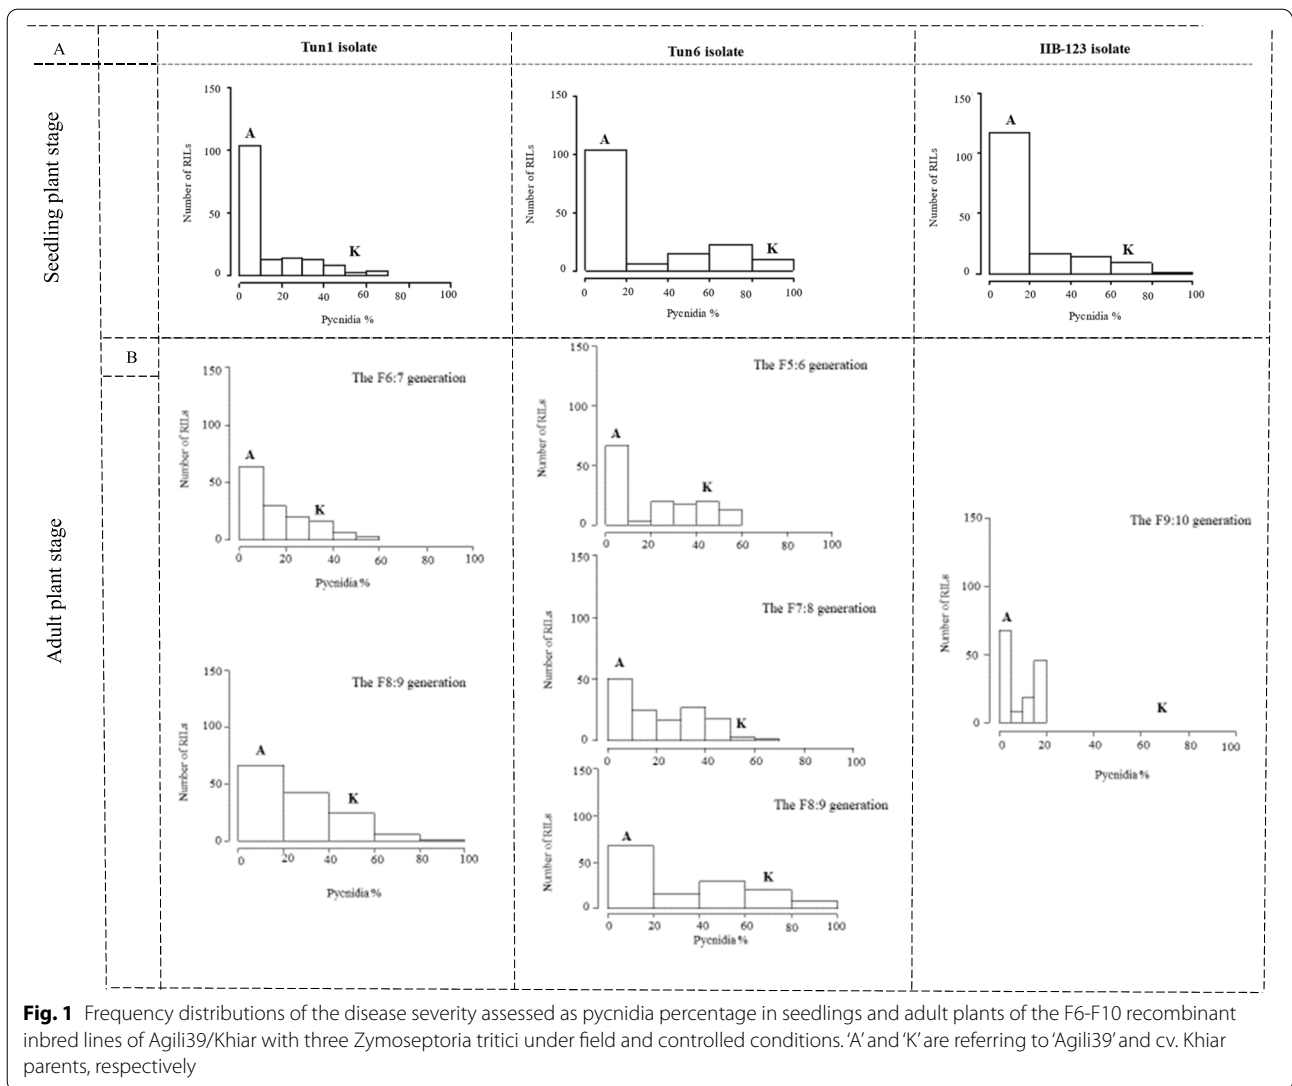 A
Tun1 isolate
Tun6 isolate
IIB-123 isolate
Seedling plant stage
150
100
50
0
Number of RILs
A
K
0 20 40 60 80 100
Pycnidia %
150
100
50
0
Number of RILs
A
K
0 20 40 60 80 100
Pycnidia %
150
100
50
0
Number of RILs
A
K
0 20 40 60 80 100
Pycnidia %
B
Adult plant stage
The F6:7 generation
150
100
50
0
Number of RILs
A
K
0 20 40 60 80 100
Pycnidia %
The F8:9 generation
150
100
50
0
Number of RILs
A
K
0 20 40 60 80 100
Pycnidia %
The F5:6 generation
150
100
50
0
Number of RILs
A
K
0 20 40 60 80 100
The F7:8 generation
150
100
50
0
Number of RILs
A
K
0 20 40 60 80 100
The F8:9 generation
150
100
50
0
Number of RILs
A
K
0 20 40 60 80 100
Pycnidia %
The F9:10 generation
150
100
50
0
Number of RILs
A
K
0 20 40 60 80 100
Pycnidia %
Fig. 1 Frequency distributions of the disease severity assessed as pycnidia percentage in seedlings and adult plants of the F6-F10 recombinant
inbred lines of Agili39/Khiar with three Zymoseptoria tritici under field and controlled conditions. 'A' and 'K' are referring to 'Agili39' and cv. Khiar
parents, respectively